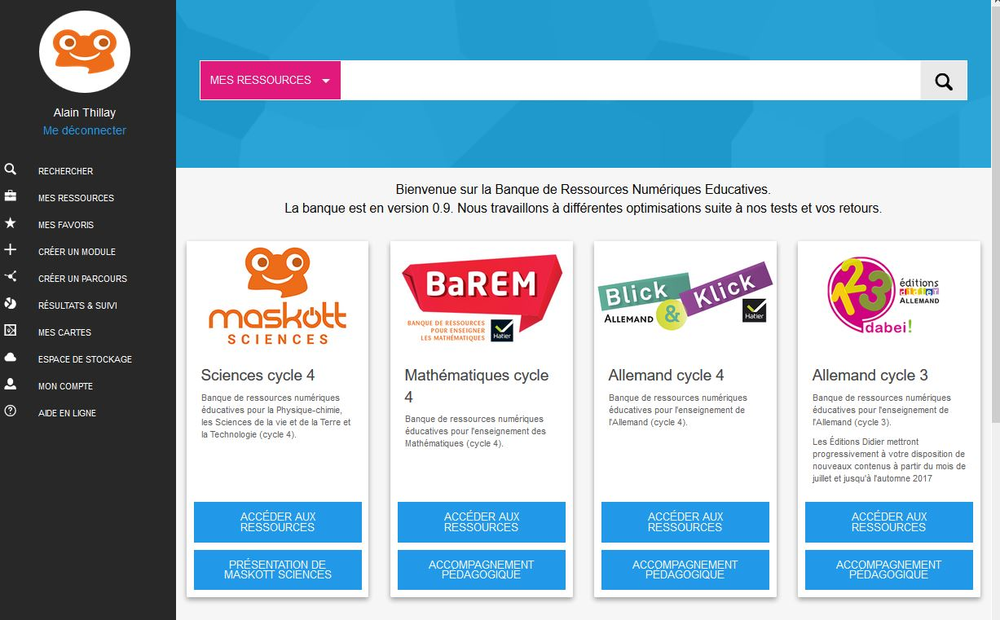 Alain Thillay
Me déconnecter
RECHERCHER
MES RESSOURCES
MES FAVORIS
CRÉER UN MODULE
CRÉER UN PARCOURS
RÉSULTATS & SUIVI
MES CARTES
ESPACE DE STOCKAGE
MON COMPTE
AIDE EN LIGNE
MES RESSOURCES
Bienvenue sur la Banque de Ressources Numériques Educatives.
La banque est en version 0.9. Nous travaillons à différentes optimisations suite à nos tests et vos retours.
maskott
SCIENCES
Sciences cycle 4
Banque de ressources numériques
éducatives pour la Physique-chimie,
les Sciences de la vie et de la Terre et
la Technologie (cycle 4).
ACCÉDER AUX
RESSOURCES
PRÉSENTATION DE
MASKOTT SCIENCES
BaREM
BANQUE DE RESSOURCES
POUR ENSEIGNER
LES MATHÉMATIQUES
Hatier
Mathématiques cycle
4
Banque de ressources numériques
éducatives pour l'enseignement des
Mathématiques (cycle 4).
ACCÉDER AUX
RESSOURCES
ACCOMPAGNEMENT
PÉDAGOGIQUE
Blick
& Klick
ALLEMAND
Hatier
Allemand cycle 4
Banque de ressources numériques
éducatives pour l'enseignement de
l'Allemand (cycle 4).
ACCÉDER AUX
RESSOURCES
ACCOMPAGNEMENT
PÉDAGOGIQUE
123
dabei!
éditions
didier
ALLEMAND
Allemand cycle 3
Banque de ressources numériques
éducatives pour l'enseignement de
l'Allemand (cycle 3).
Les Éditions Didier mettront
progressivement à votre disposition de
nouveaux contenus à partir du mois de
juillet et jusqu'à l'automne 2017
ACCÉDER AUX
RESSOURCES
ACCOMPAGNEMENT
PÉDAGOGIQUE